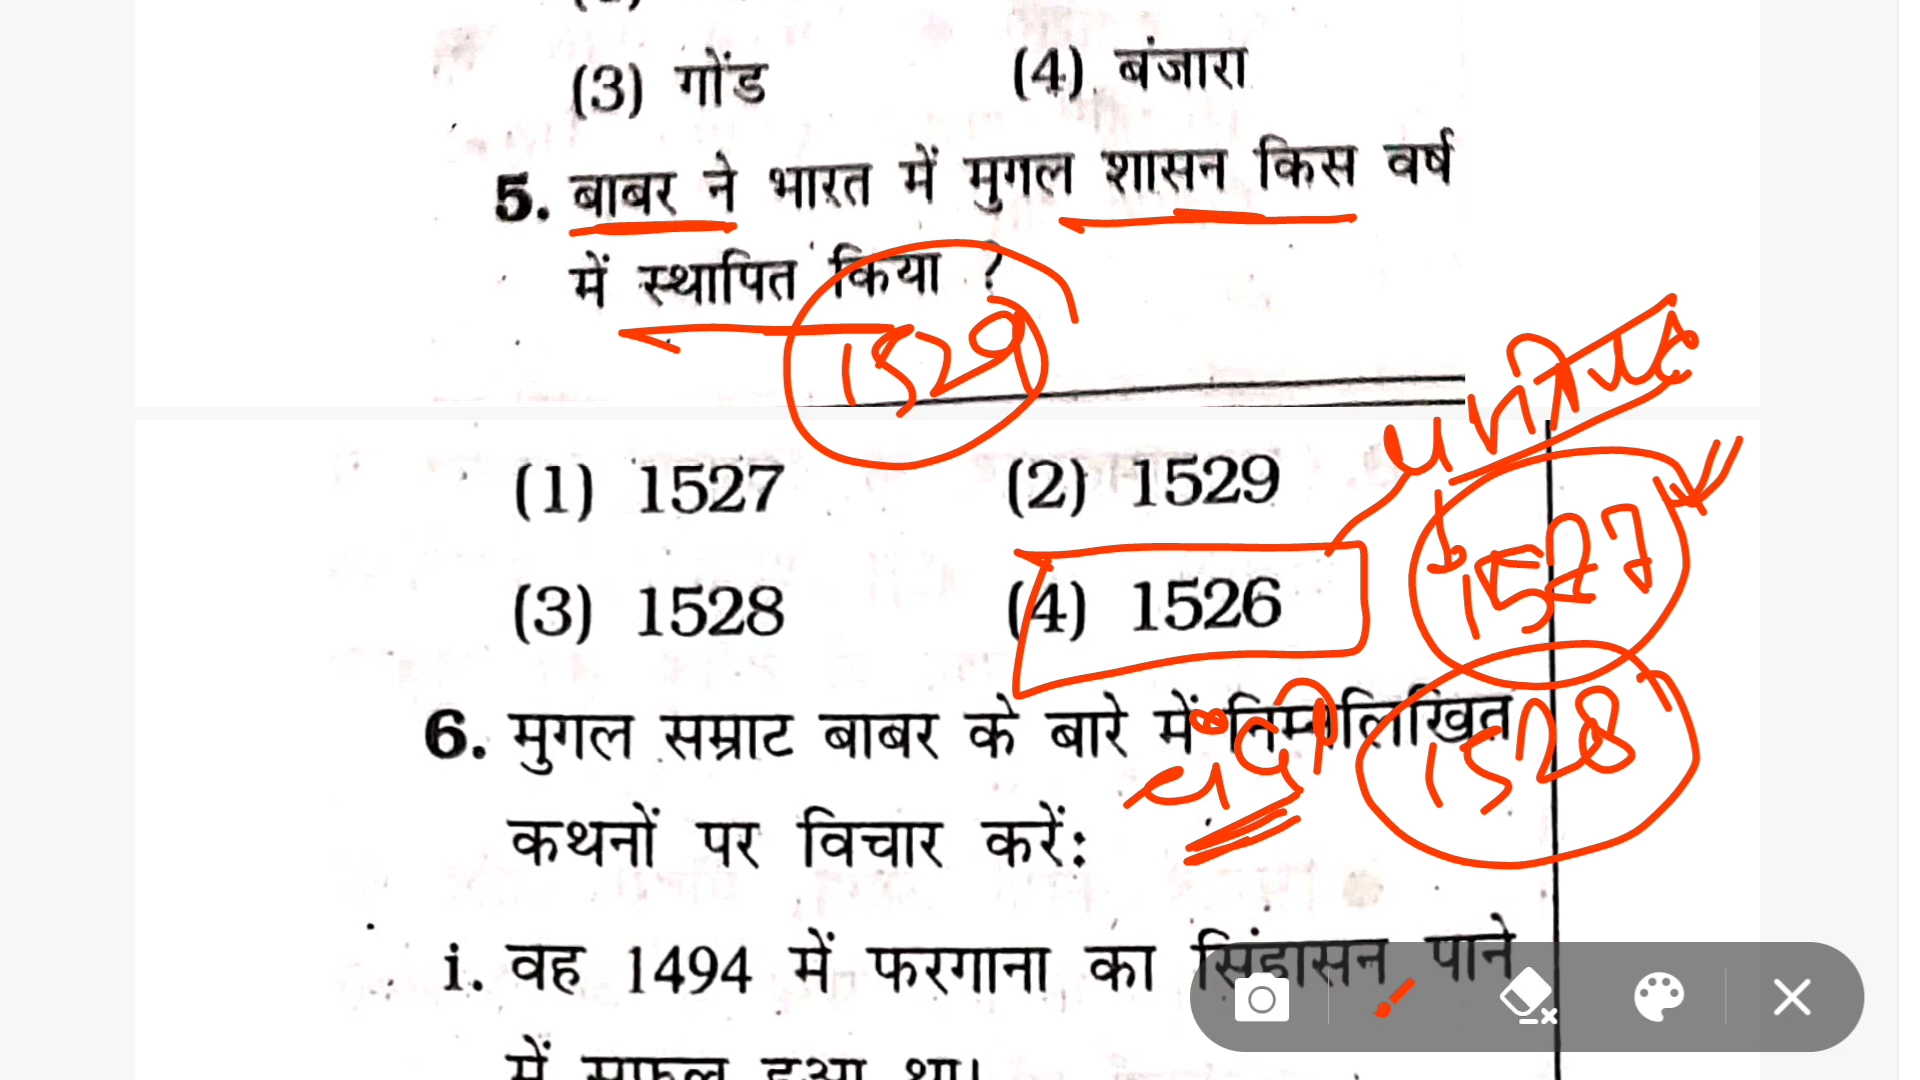 (3) गोंड (4) बंजारा
5. बाबर ने भारत में मुगल शासन किस वर्ष
में स्थापित किया ?
1529
(1) 1527 (2) 1529
1527
(3) 1528 (4) 1526
6. मुगल सम्राट बाबर के बारे में निम्नलिखित
1528
कथनों पर विचार करें:
i. वह 1494 में फरगाना का सिंहासन पाने
में सफल हुआ था।